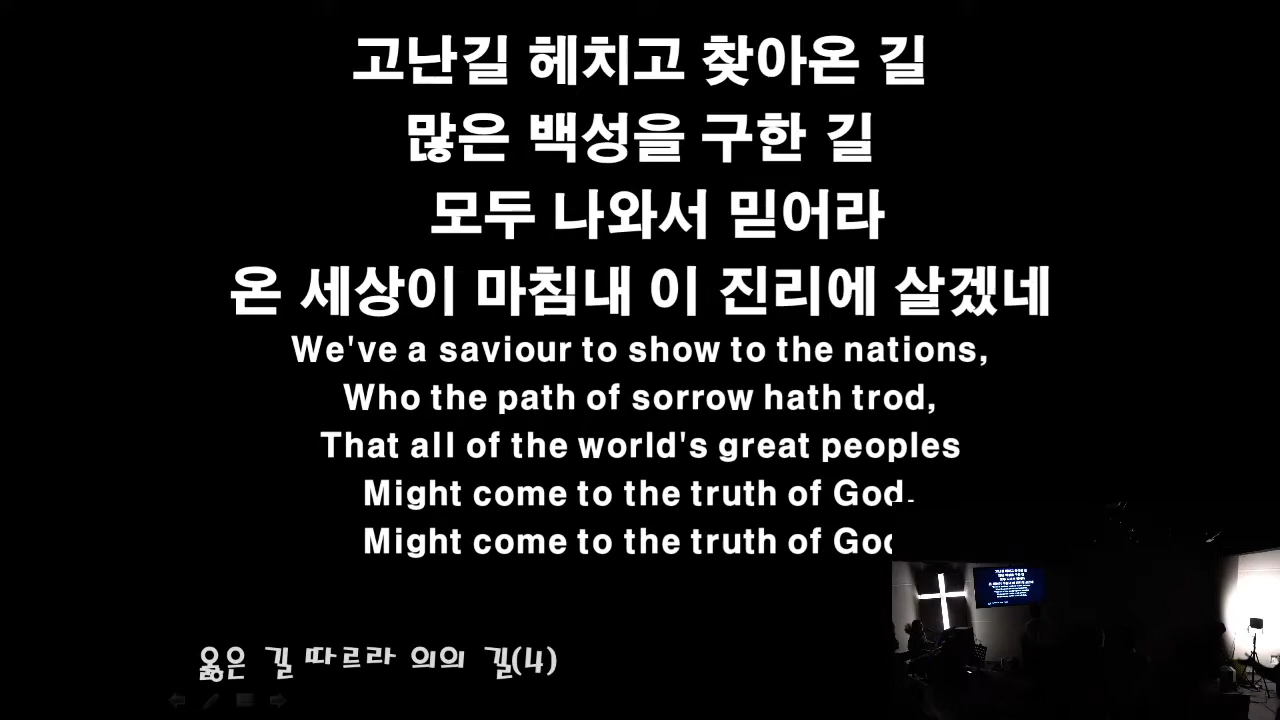 고난길 헤치고 찾아온 길
많은 백성을 구한 길
모두 나와서 믿어라
온 세상이 마침내 이 진리에 살겠네
We've a saviour to show to the nations,
Who the path of sorrow hath trod,
That all of the world's great peoples
Might come to the truth of God.
Might come to the truth of God
옳은 길 따르라 의의 길(4)